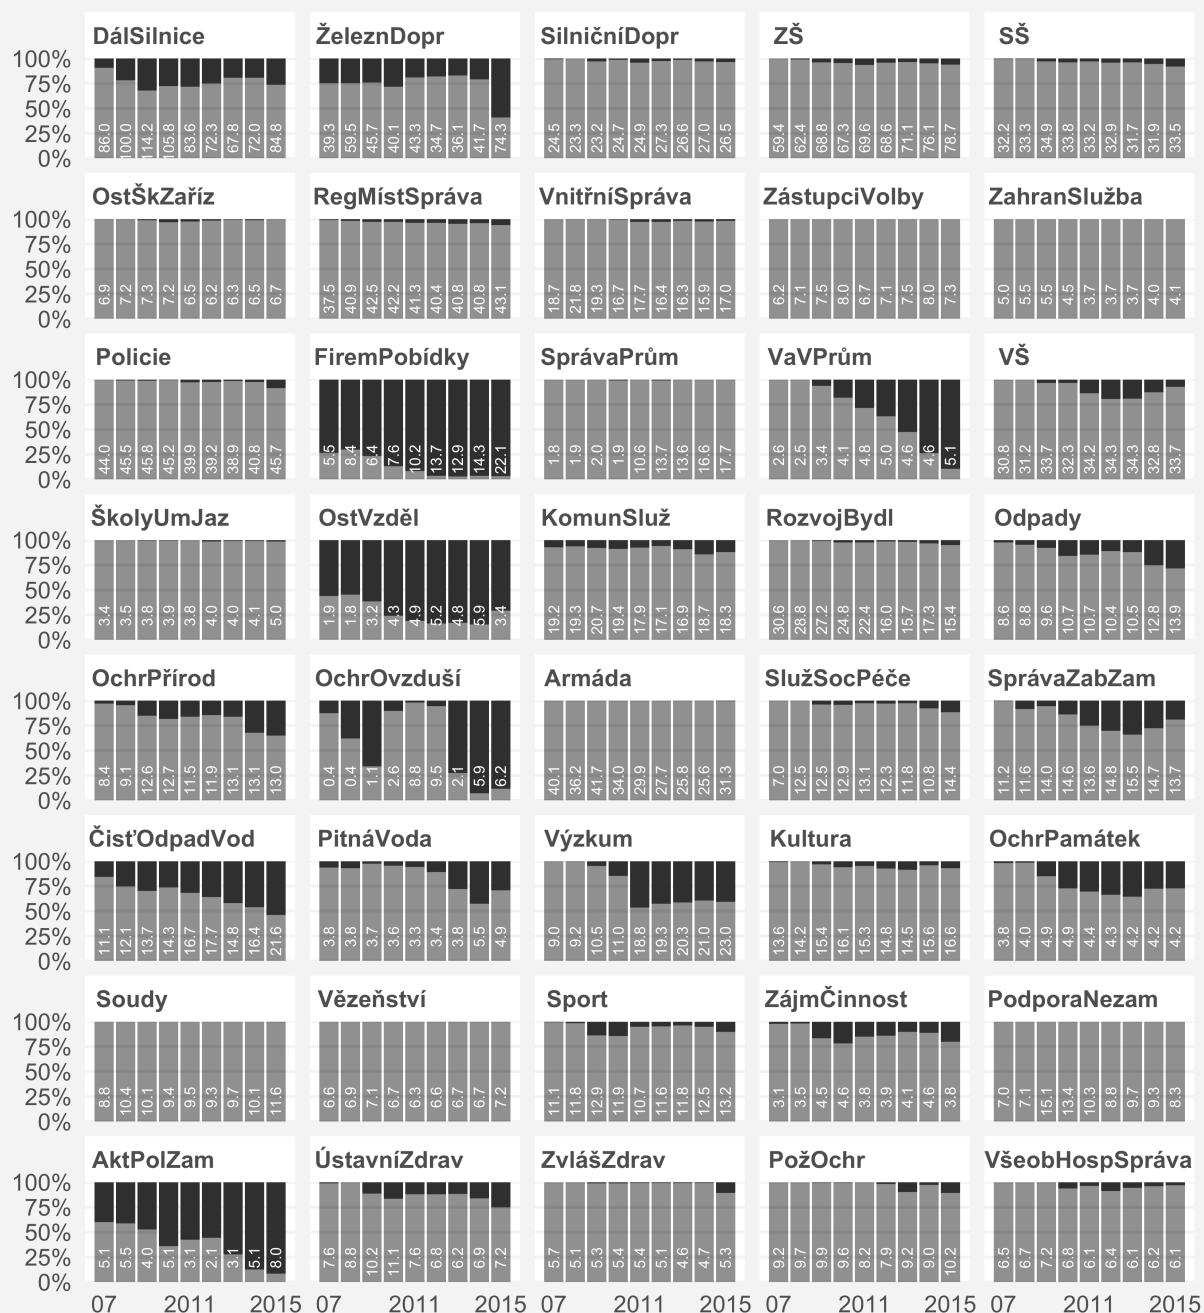 DálSilnice ŽeleznDopr SilničníDopr ZŠ SŠ
100%
75%
50%
25%
0%
86.0 100.0 114.2 105.8 83.6 72.3 67.8 72.0 84.8
39.3 59.5 45.7 40.1 43.3 34.7 36.1 41.7 74.3
24.5 23.3 23.2 24.7 24.9 27.3 26.6 27.0 26.5
59.4 62.4 68.8 67.3 69.6 68.6 71.1 76.1 78.7
32.2 33.3 34.9 33.8 33.2 32.9 31.7 31.9 33.5
OstŠkZaříz RegMístSpráva VnitřníSpráva ZástupciVolby ZahranSlužba
100%
75%
50%
25%
0%
6.9 7.2 7.3 7.2 6.5 6.2 6.3 6.5 6.7
37.5 40.9 42.5 42.2 41.3 40.4 40.8 40.8 43.1
18.7 21.8 19.3 16.7 17.7 16.4 16.3 15.9 17.0
6.2 7.1 7.5 8.0 6.7 7.1 7.5 8.0 7.3
5.0 5.5 5.5 4.5 3.7 3.7 3.7 4.0 4.1
Policie FiremPobídky SprávaPrům VaVPrům VŠ
100%
75%
50%
25%
0%
44.0 45.5 45.8 45.2 39.9 39.2 38.9 40.8 45.7
5.5 8.4 6.4 7.6 10.2 13.7 12.9 14.3 22.1
1.8 1.9 2.0 1.9 10.6 13.7 13.6 16.6 17.7
2.6 2.5 3.4 4.1 4.8 5.0 4.6 4.6 5.1
30.8 31.2 33.7 32.3 34.2 34.3 34.3 32.8 33.7
ŠkolyUmJaz OstVzděl KomunSluž RozvojBydl Odpady
100%
75%
50%
25%
0%
3.4 3.5 3.8 3.9 3.8 4.0 4.0 4.1 5.0
1.9 1.8 3.2 4.3 4.9 5.2 4.8 5.9 3.4
19.2 19.3 20.7 19.4 17.9 17.1 16.9 18.7 18.3
30.6 28.8 27.2 24.8 22.4 16.0 15.7 17.3 15.4
8.6 8.8 9.6 10.7 10.7 10.4 10.5 12.8 13.9
OchrPřírod OchrOvzduší Armáda SlužSocPéče SprávaZabZam
100%
75%
50%
25%
0%
8.4 9.1 12.6 12.7 11.5 11.9 13.1 13.1 13.0
0.4 0.4 1.1 2.6 8.8 9.5 2.1 5.9 6.2
40.1 36.2 41.7 34.0 29.9 27.7 25.8 25.6 31.3
7.0 12.5 12.5 12.9 13.1 12.3 11.8 10.8 14.4
11.2 11.6 14.0 14.6 13.6 14.8 15.5 14.7 13.7
ČisťOdpadVod PitnáVoda Výzkum Kultura OchrPamátek
100%
75%
50%
25%
0%
11.1 12.1 13.7 14.3 16.7 17.7 14.8 16.4 21.6
3.8 3.8 3.7 3.6 3.3 3.4 3.8 5.5 4.9
9.0 9.2 10.5 11.0 18.8 19.3 20.3 21.0 23.0
13.6 14.2 15.4 16.1 15.3 14.8 14.5 15.6 16.6
3.8 4.0 4.9 4.9 4.4 4.3 4.2 4.2 4.2
Soudy Vězeňství Sport ZájmČinnost PodporaNezam
100%
75%
50%
25%
0%
8.8 10.4 10.1 9.4 9.5 9.3 9.7 10.1 11.6
6.6 6.9 7.1 6.7 6.3 6.6 6.7 6.7 7.2
11.1 11.8 12.9 11.9 10.7 11.6 11.8 12.5 13.2
3.1 3.5 4.5 4.6 3.8 3.9 4.1 4.6 3.8
7.0 7.1 15.1 13.4 10.3 8.8 9.7 9.3 8.3
AktPolZam ÚstavníZdrav ZvlášZdrav PožOchr VšeobHospSpráva
100%
75%
50%
25%
0%
5.1 5.5 4.0 5.1 3.1 2.1 3.1 5.1 8.0
7.6 8.8 10.2 11.1 7.6 6.8 6.2 6.9 7.2
5.7 5.1 5.3 5.4 5.4 5.1 4.6 4.7 5.3
9.2 9.7 9.9 9.6 8.2 7.9 9.2 9.0 10.2
6.5 6.7 7.2 6.8 6.1 6.4 6.1 6.2 6.1
07 2011 2015 07 2011 2015 07 2011 2015 07 2011 2015 07 2011 2015